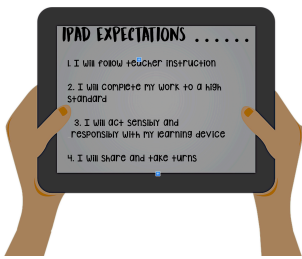 IPAD EXPECTATIONS ......
1. I will follow teacher instruction
2. I will complete my work to a high
standard
3. I will act sensibly and
responsibly with my learning device
4. I will share and take turns